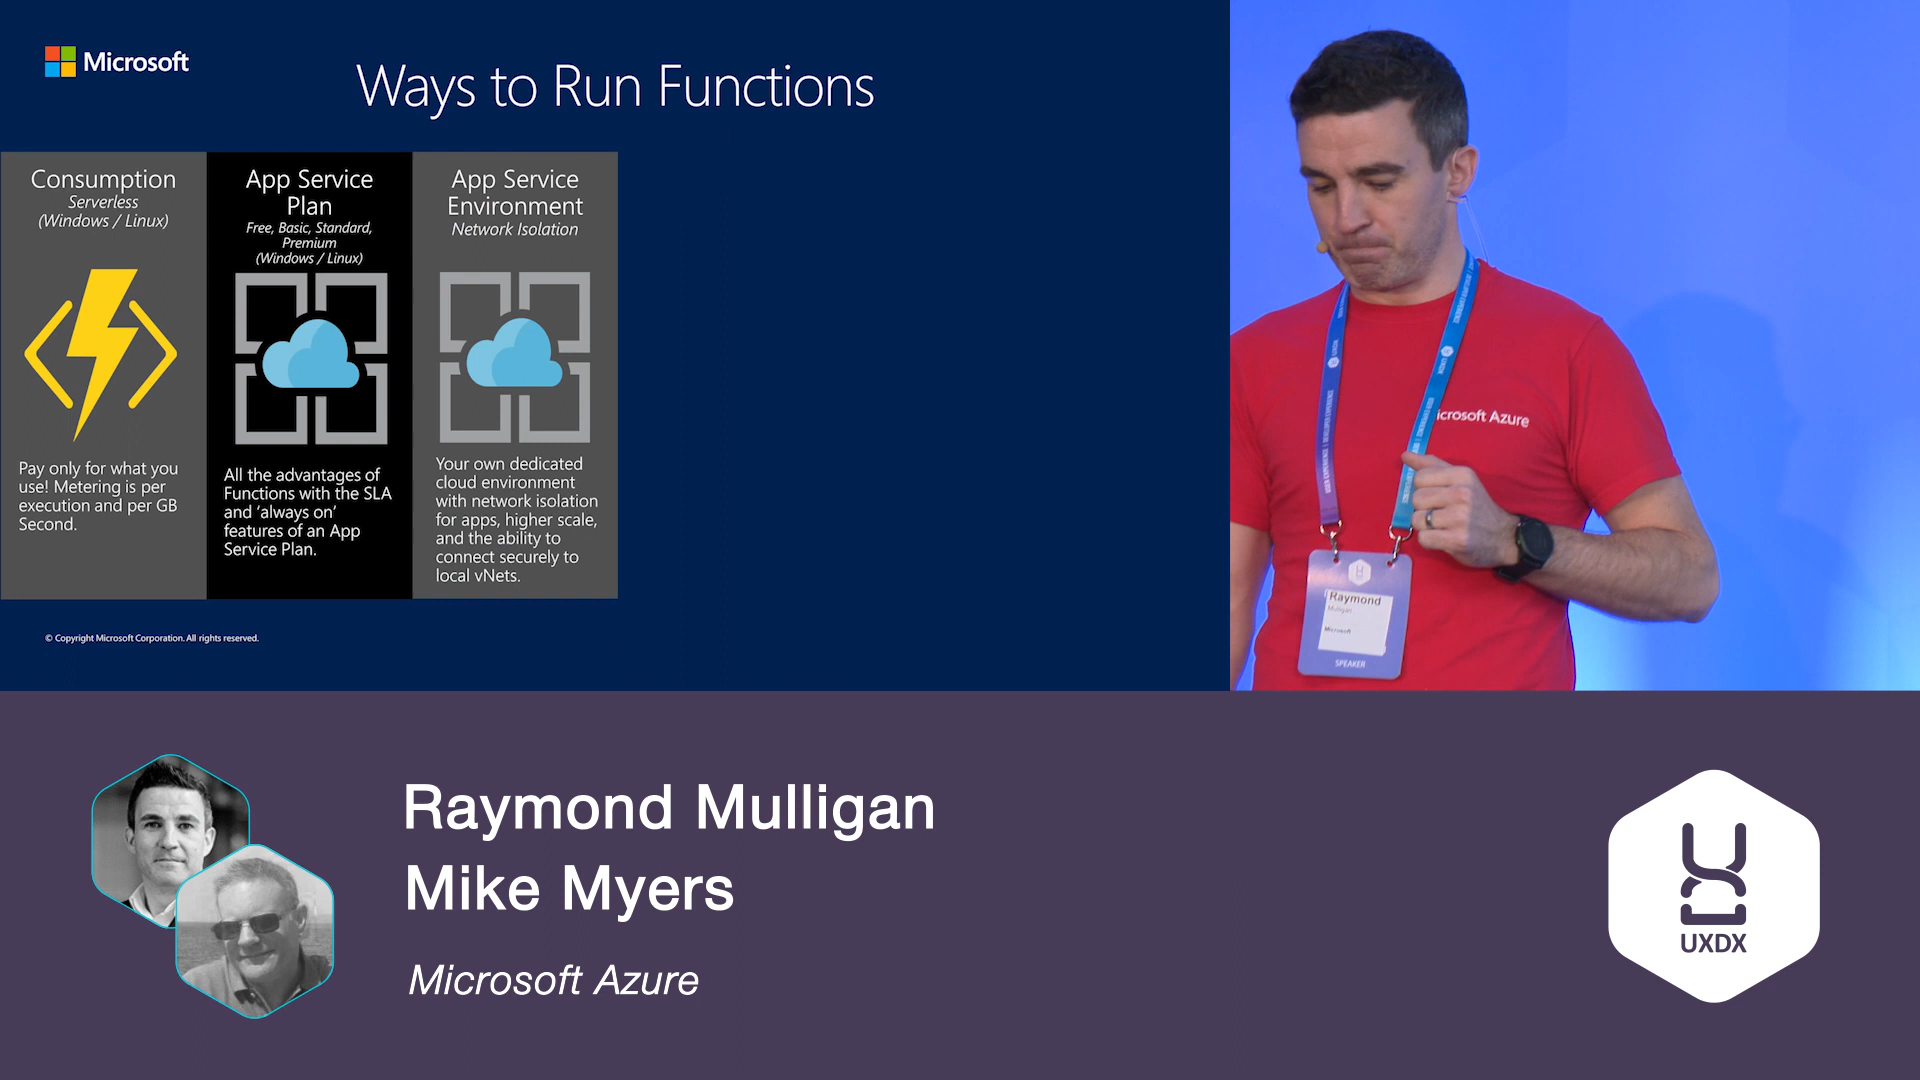 Microsoft
Ways to Run Functions
Consumption
Serverless
(Windows / Linux)
Pay only for what you
use! Metering is per
execution and per GB
Second.
App Service
Plan
Free, Basic, Standard,
Premium
(Windows / Linux)
All the advantages of
Functions with the SLA
and ‘always on’
features of an App
Service Plan.
App Service
Environment
Network Isolation
Your own dedicated
cloud environment
with network isolation
for apps, higher scale,
and the ability to
connect securely to
local vNets.
© Copyright Microsoft Corporation. All rights reserved.
icrosoft Azure
Raymond
Mulligan
Microsoft
SPEAKER
Raymond Mulligan
Mike Myers
Microsoft Azure
UXDX